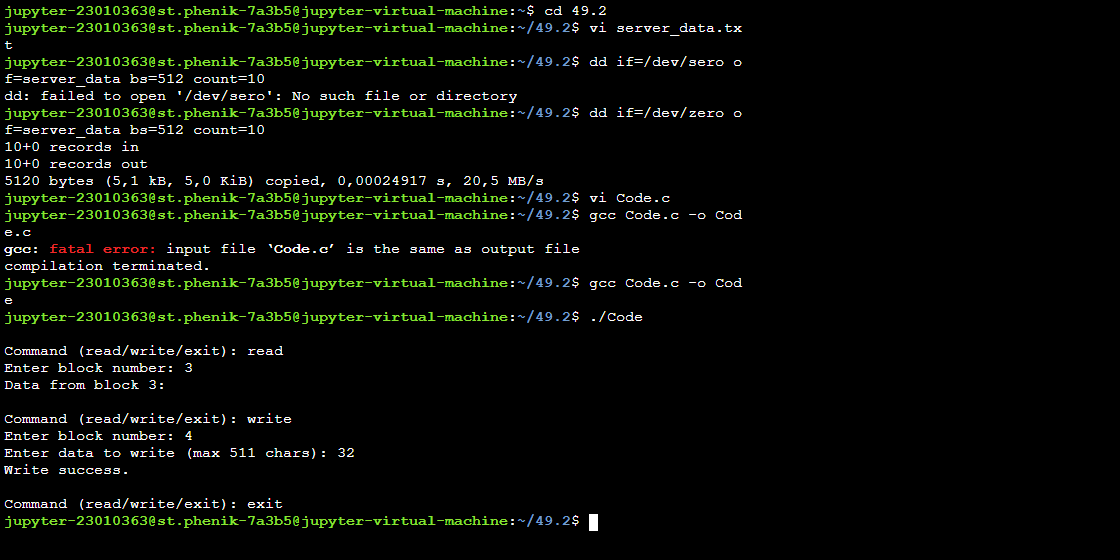 jupyter-23010363@st.phenik-7a3b5@jupyter-virtual-machine:~$ cd 49.2
jupyter-23010363@st.phenik-7a3b5@jupyter-virtual-machine:~/49.2$ vi server_data.tx
t
jupyter-23010363@st.phenik-7a3b5@jupyter-virtual-machine:~/49.2$ dd if=/dev/sero o
f=server_data bs=512 count=10
dd: failed to open '/dev/sero': No such file or directory
jupyter-23010363@st.phenik-7a3b5@jupyter-virtual-machine:~/49.2$ dd if=/dev/zero o
f=server_data bs=512 count=10
10+0 records in
10+0 records out
5120 bytes (5,1 kB, 5,0 KiB) copied, 0,00024917 s, 20,5 MB/s
jupyter-23010363@st.phenik-7a3b5@jupyter-virtual-machine:~/49.2$ vi Code.c
jupyter-23010363@st.phenik-7a3b5@jupyter-virtual-machine:~/49.2$ gcc Code.c -o Cod
e.c
gcc: fatal error: input file ‘Code.c’ is the same as output file
compilation terminated.
jupyter-23010363@st.phenik-7a3b5@jupyter-virtual-machine:~/49.2$ gcc Code.c -o Cod
e
jupyter-23010363@st.phenik-7a3b5@jupyter-virtual-machine:~/49.2$ ./Code
Command (read/write/exit): read
Enter block number: 3
Data from block 3:
Command (read/write/exit): write
Enter block number: 4
Enter data to write (max 511 chars): 32
Write success.
Command (read/write/exit): exit
jupyter-23010363@st.phenik-7a3b5@jupyter-virtual-machine:~/49.2$